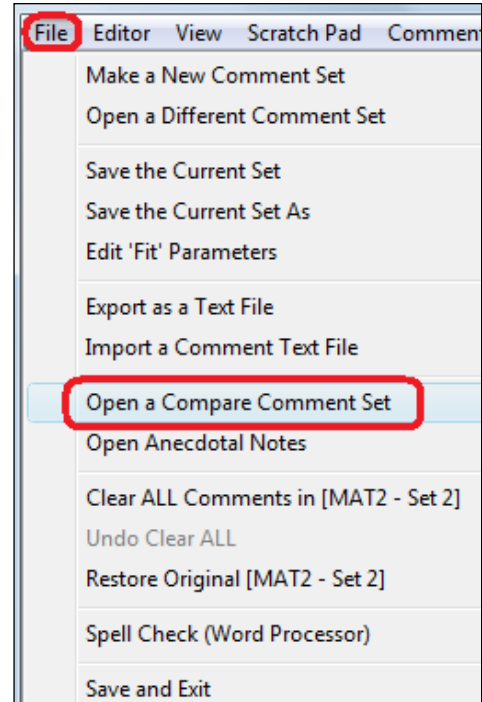 File Editor View Scratch Pad Commen
Make a New Comment Set
Open a Different Comment Set
Save the Current Set
Save the Current Set As
Edit 'Fit' Parameters
Export as a Text File
Import a Comment Text File
Open a Compare Comment Set
Open Anecdotal Notes
Clear ALL Comments in [MAT2 - Set 2]
Undo Clear ALL
Restore Original [MAT2 - Set 2]
Spell Check (Word Processor)
Save and Exit